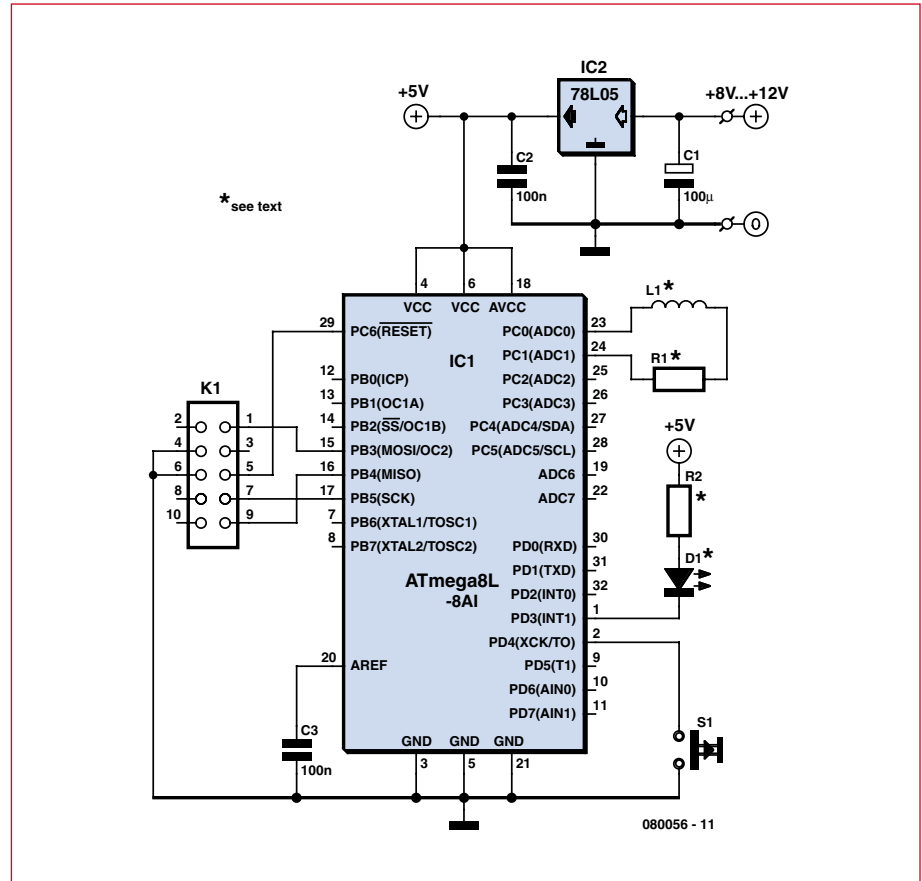 IC2
+5V
78L05
+8V...+12V
C2
100n
C1
100µ
0
*see text
4 6 18
VCC VCC AVCC
L1*
29 PC6(RESET) PC0(ADC0) 23
IC1
PC1(ADC1) 24
R1*
12 PB0(ICP) PC2(ADC2) 25
K1
13 PB1(OC1A) PC3(ADC3) 26
2 1 14 PB2(SS/OC1B) PC4(ADC4/SDA) 27
+5V
4 3 15 PB3(MOSI/OC2) PC5(ADC5/SCL) 28
6 5 16 PB4(MISO) ADC6 19
R2
8 7 17 PB5(SCK) ADC7 22
*
10 9 7 PB6(XTAL1/TOSC1)
8 PB7(XTAL2/TOSC2) PD0(RXD) 30
D1*
PD1(TXD) 31
ATmega8L
-8AI
PD2(INT0) 32
PD3(INT1) 1
PD4(XCK/TO) 2
20 AREF PD5(T1) 9
PD6(AIN0) 10
PD7(AIN1) 11
S1
C3
100n
GND GND GND
3 5 21
080056 - 11